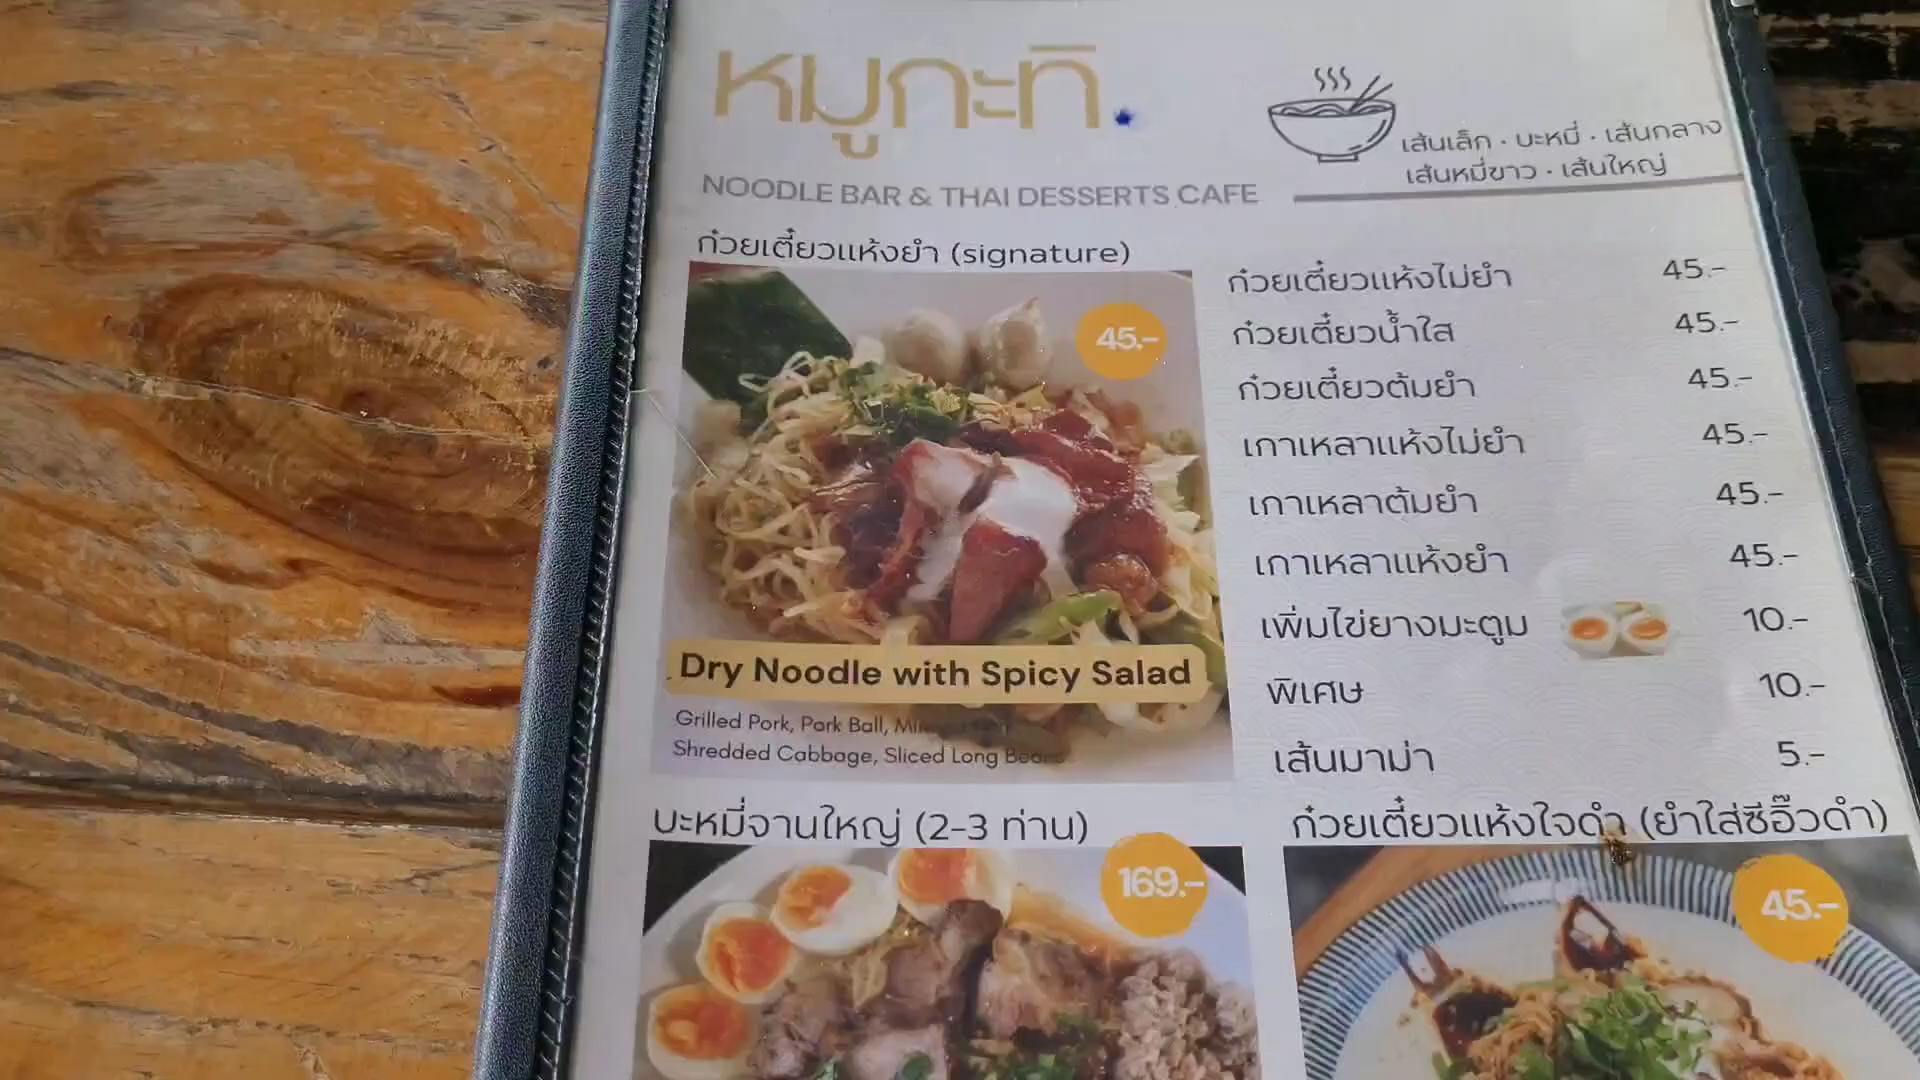 หมูกะทิ.
NOODLE BAR & THAI DESSERTS CAFE
เส้นเล็ก · บะหมี่ · เส้นกลาง
เส้นหมี่ขาว · เส้นใหญ่
ก๋วยเตี๋ยวแห้งยำ (signature)
45.-
Dry Noodle with Spicy Salad
Grilled Pork, Pork Ball,
Shredded Cabbage, Sliced Long
ก๋วยเตี๋ยวแห้งไม่ยำ 45.-
ก๋วยเตี๋ยวน้ำใส 45.-
ก๋วยเตี๋ยวต้มยำ 45.-
เกาเหลาแห้งไม่ยำ 45.-
เกาเหลาต้มยำ 45.-
เกาเหลาแห้งยำ 45.-
เพิ่มไข่ยางมะตูม 10.-
พิเศษ 10.-
เส้นมาม่า 5.-
บะหมี่จานใหญ่ (2-3 ท่าน)
169.-
ก๋วยเตี๋ยวแห้งใจดำ (ยำใส่ซีอิ๊วดำ)
45.-